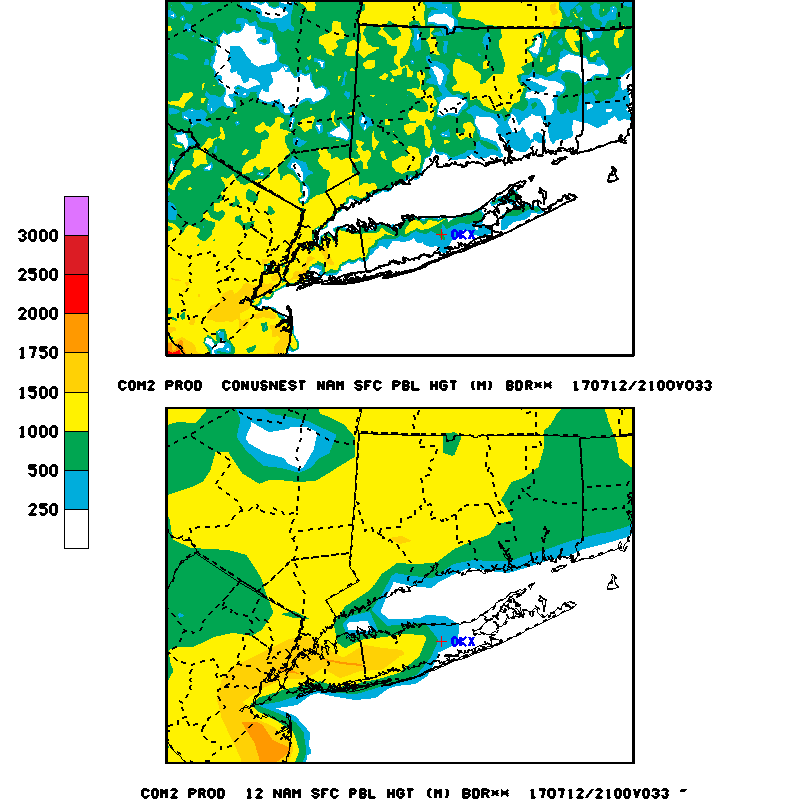 OKX
3000
2500
2000
1750
1500
1000
500
250
COM2 PROD CONUSNEST NAM SFC PBL HGT (M) BDR** 170712/2100V033
OKX
COM2 PROD 12 NAM SFC PBL HGT (M) BDR** 170712/2100V033 ~